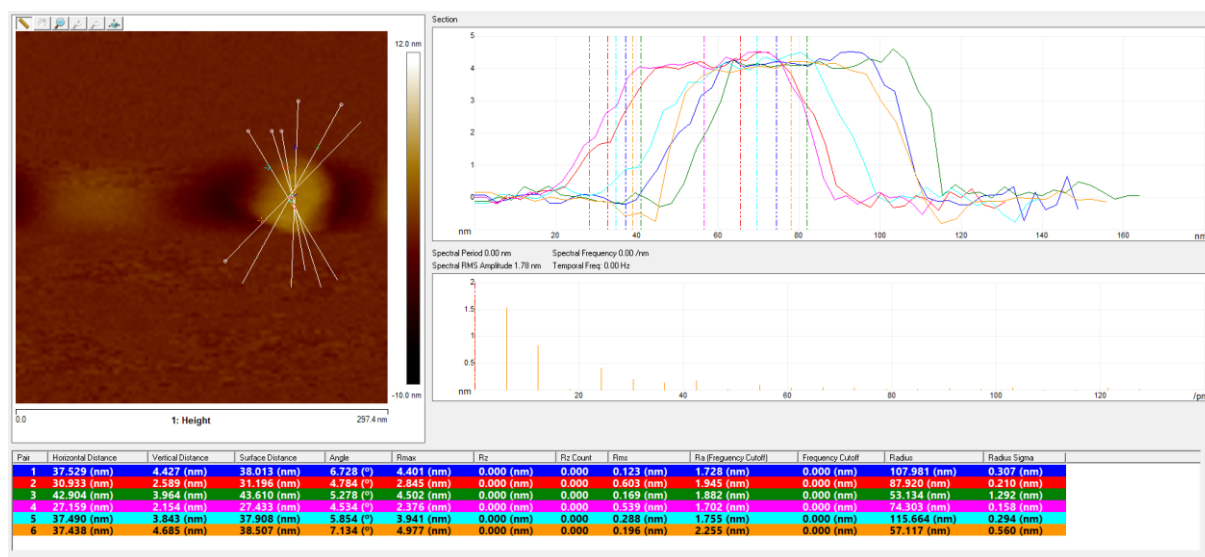 Section
12.0 nm
-10.0 nm
0.0 1: Height 297.4 nm
5
4
3
2
1
0
nm 20 40 60 80 100 120 140 160 nm
Spectral Period 0.00 nm Spectral Frequency 0.00 /nm
Spectral RMS Amplitude 1.78 nm Temporal Freq: 0.00 Hz
2
1.5
1
0.5
nm 20 40 60 80 100 120 /µm
Pair Horizontal Distance Vertical Distance Surface Distance Angle Rmax Rz Rz Count Rms Ra (Frequency Cutoff) Frequency Cutoff Radius Radius Sigma
1 37.529 (nm) 4.427 (nm) 38.013 (nm) 6.728 (°) 4.401 (nm) 0.000 (nm) 0.000 0.123 (nm) 1.728 (nm) 0.000 (nm) 107.981 (nm) 0.307 (nm)
2 30.933 (nm) 2.589 (nm) 31.196 (nm) 4.784 (°) 2.845 (nm) 0.000 (nm) 0.000 0.603 (nm) 1.945 (nm) 0.000 (nm) 87.920 (nm) 0.210 (nm)
3 42.904 (nm) 3.964 (nm) 43.610 (nm) 5.278 (°) 4.502 (nm) 0.000 (nm) 0.000 0.169 (nm) 1.882 (nm) 0.000 (nm) 53.134 (nm) 1.292 (nm)
4 27.159 (nm) 2.154 (nm) 27.433 (nm) 4.534 (°) 2.376 (nm) 0.000 (nm) 0.000 0.539 (nm) 1.702 (nm) 0.000 (nm) 74.303 (nm) 0.158 (nm)
5 37.490 (nm) 3.843 (nm) 37.908 (nm) 5.854 (°) 3.941 (nm) 0.000 (nm) 0.000 0.288 (nm) 1.755 (nm) 0.000 (nm) 115.664 (nm) 0.294 (nm)
6 37.438 (nm) 4.685 (nm) 38.507 (nm) 7.134 (°) 4.977 (nm) 0.000 (nm) 0.000 0.196 (nm) 2.255 (nm) 0.000 (nm) 57.117 (nm) 0.560 (nm)